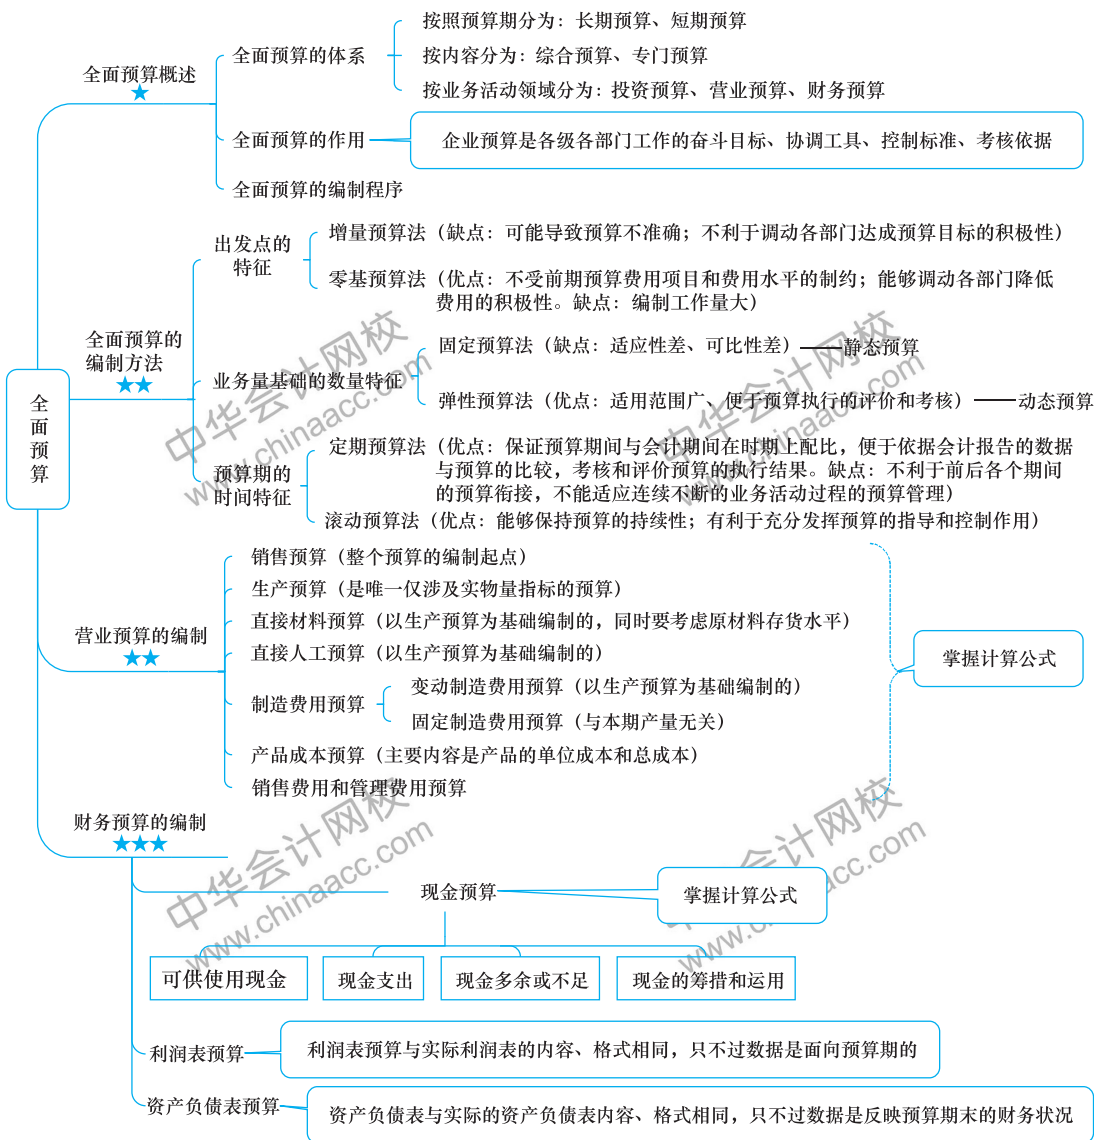 全面预算
全面预算概述
★
全面预算的体系
按照预算期分为：长期预算、短期预算
按内容分为：综合预算、专门预算
按业务活动领域分为：投资预算、营业预算、财务预算
全面预算的作用
企业预算是各级各部门工作的奋斗目标、协调工具、控制标准、考核依据
全面预算的编制程序
全面预算的
编制方法
★★
出发点的
特征
增量预算法（缺点：可能导致预算不准确；不利于调动各部门达成预算目标的积极性）
零基预算法（优点：不受前期预算费用项目和费用水平的制约；能够调动各部门降低
费用的积极性。缺点：编制工作量大）
业务量基础的数量特征
固定预算法（缺点：适应性差、可比性差）——静态预算
弹性预算法（优点：适用范围广、便于预算执行的评价和考核）——动态预算
预算期的
时间特征
定期预算法（优点：保证预算期间与会计期间在时期上配比，便于依据会计报告的数据
与预算的比较，考核和评价预算的执行结果。缺点：不利于前后各个期间
的预算衔接，不能适应连续不断的业务活动过程的预算管理）
滚动预算法（优点：能够保持预算的持续性；有利于充分发挥预算的指导和控制作用）
营业预算的编制
★★
销售预算（整个预算的编制起点）
生产预算（是唯一仅涉及实物量指标的预算）
直接材料预算（以生产预算为基础编制的，同时要考虑原材料存货水平）
直接人工预算（以生产预算为基础编制的）
制造费用预算
变动制造费用预算（以生产预算为基础编制的）
固定制造费用预算（与本期产量无关）
产品成本预算（主要内容是产品的单位成本和总成本）
销售费用和管理费用预算
掌握计算公式
财务预算的编制
★★★
现金预算
掌握计算公式
可供使用现金
现金支出
现金多余或不足
现金的筹措和运用
利润表预算
利润表预算与实际利润表的内容、格式相同，只不过数据是面向预算期的
资产负债表预算
资产负债表与实际的资产负债表内容、格式相同，只不过数据是反映预算期末的财务状况
中华会计网校
www.chinaacc.com
中华会计网校
www.chinaacc.com
中华会计网校
www.chinaacc.com